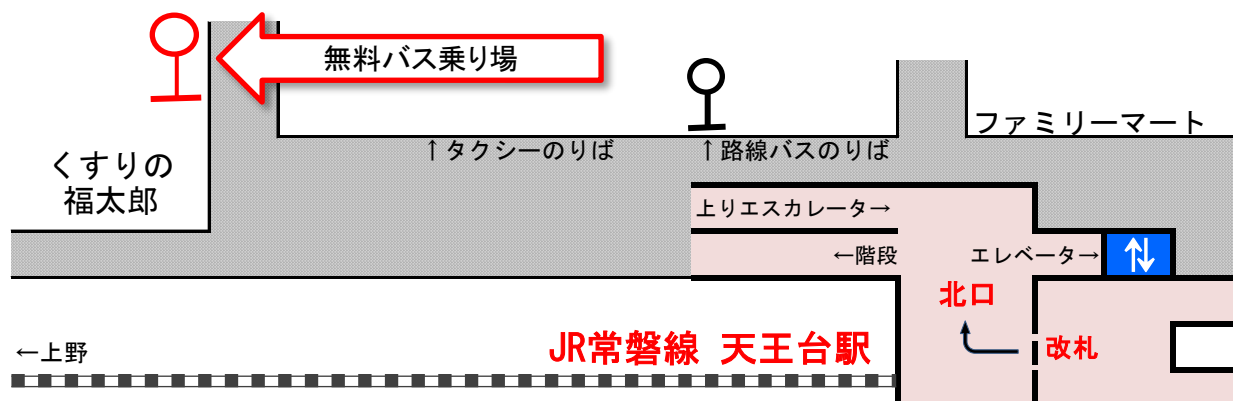 無料バス乗り場
ファミリーマート
↑タクシーのりば
↑路線バスのりば
くすりの
福太郎
上りエスカレータ→
←階段
エレベータ→
北口
←上野
JR常磐線 天王台駅
改札